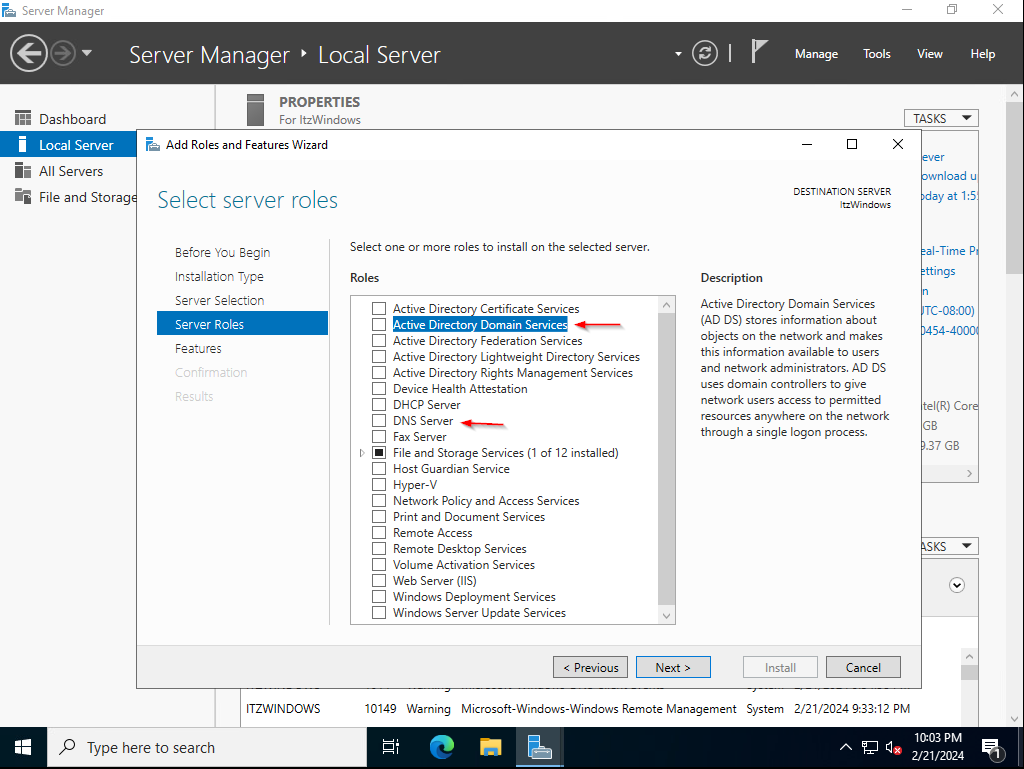 Server Manager
Server Manager ‣ Local Server
Manage Tools View Help
Dashboard
Local Server
All Servers
File and Storage
PROPERTIES
For ItzWindows
TASKS
Add Roles and Features Wizard
Select server roles
DESTINATION SERVER
ItzWindows
Before You Begin
Installation Type
Server Selection
Server Roles
Features
Confirmation
Results
Select one or more roles to install on the selected server.
Roles
Active Directory Certificate Services
Active Directory Domain Services
Active Directory Federation Services
Active Directory Lightweight Directory Services
Active Directory Rights Management Services
Device Health Attestation
DHCP Server
DNS Server
Fax Server
File and Storage Services (1 of 12 installed)
Host Guardian Service
Hyper-V
Network Policy and Access Services
Print and Document Services
Remote Access
Remote Desktop Services
Volume Activation Services
Web Server (IIS)
Windows Deployment Services
Windows Server Update Services
Description
Active Directory Domain Services
(AD DS) stores information about
objects on the network and makes
this information available to users
and network administrators. AD DS
uses domain controllers to give
network users access to permitted
resources anywhere on the network
through a single logon process.
< Previous
Next >
Install
Cancel
ever
ownload u
oday at 1:5
eal-Time Pr
ettings
n
UTC-08:00)
0454-40000
ntel(R) Core
GB
9.37 GB
ASKS
ITZWINDOWS 10149 Warning Microsoft-Windows-Windows Remote Management System 2/21/2024 9:33:12 PM
Type here to search
10:03 PM
2/21/2024
1